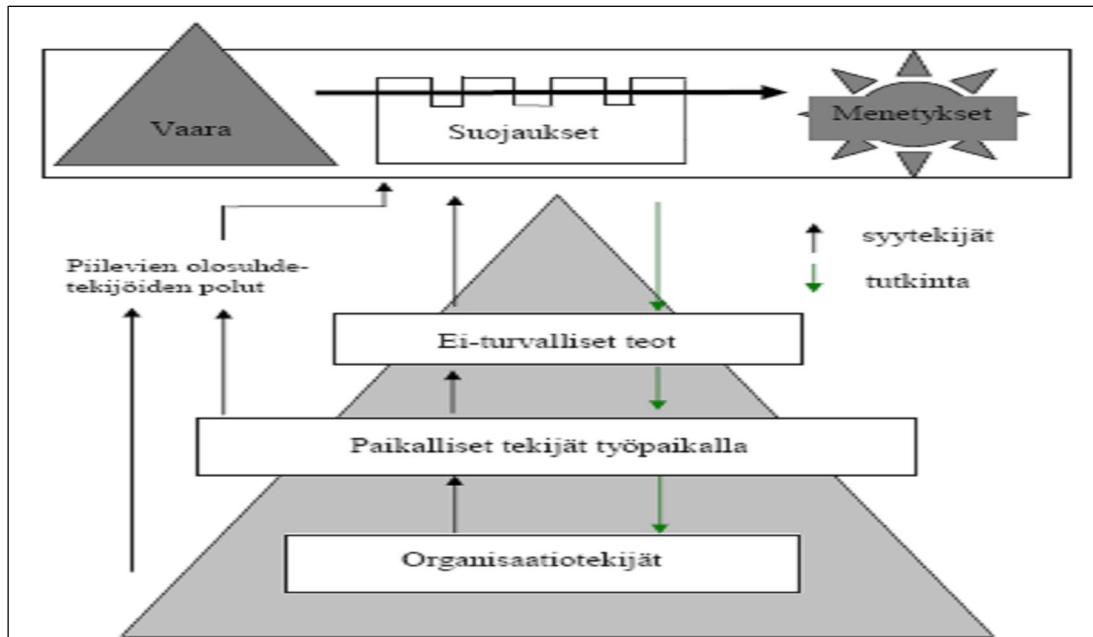 Vaara
Suojaukset
Menetykset
syytekijät
tutkinta
Piilevien olosuhde-
tekijöiden polut
Ei-turvalliset teot
Paikalliset tekijät työpaikalla
Organisaatiotekijät